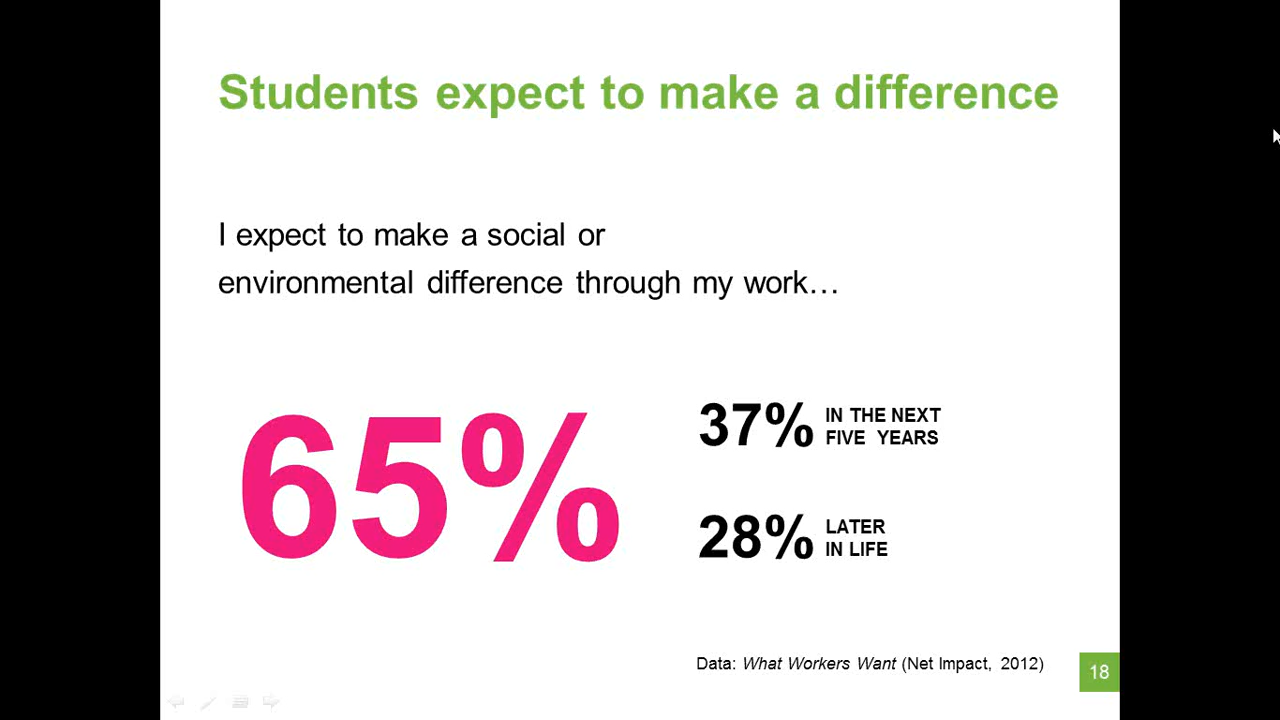 Students expect to make a difference
I expect to make a social or
environmental difference through my work…
65%
37% IN THE NEXT
FIVE YEARS
28% LATER
IN LIFE
Data: What Workers Want (Net Impact, 2012)
18